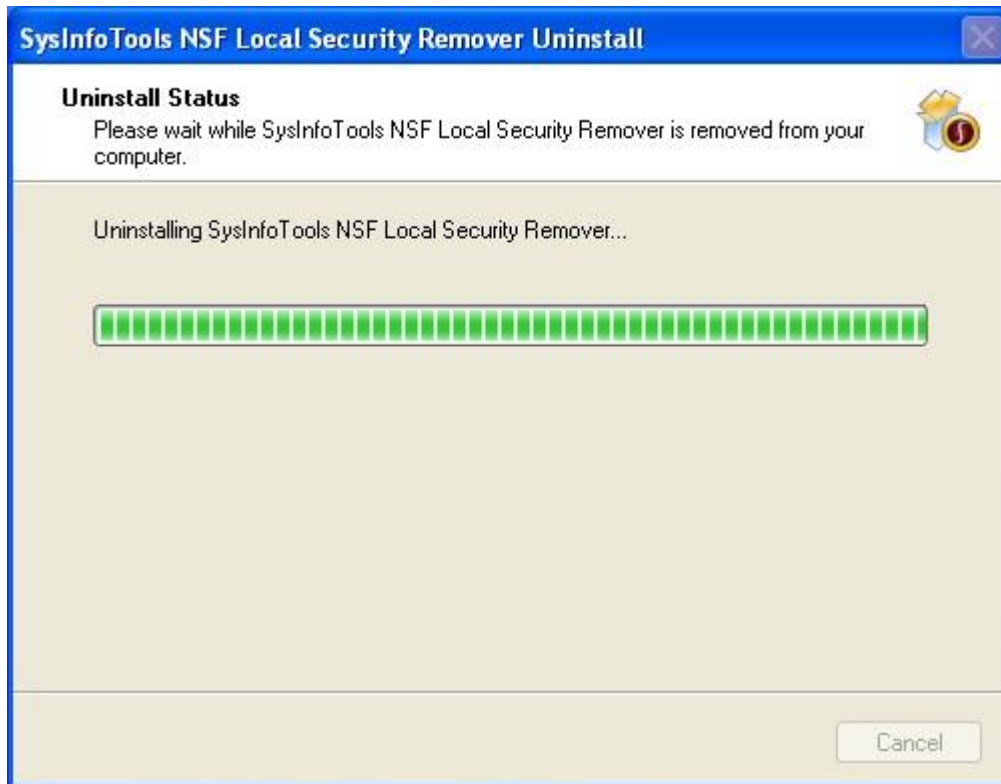 SysInfoTools NSF Local Security Remover Uninstall
Uninstall Status
Please wait while SysInfoTools NSF Local Security Remover is removed from your
computer.
Uninstalling SysInfoTools NSF Local Security Remover...
Cancel